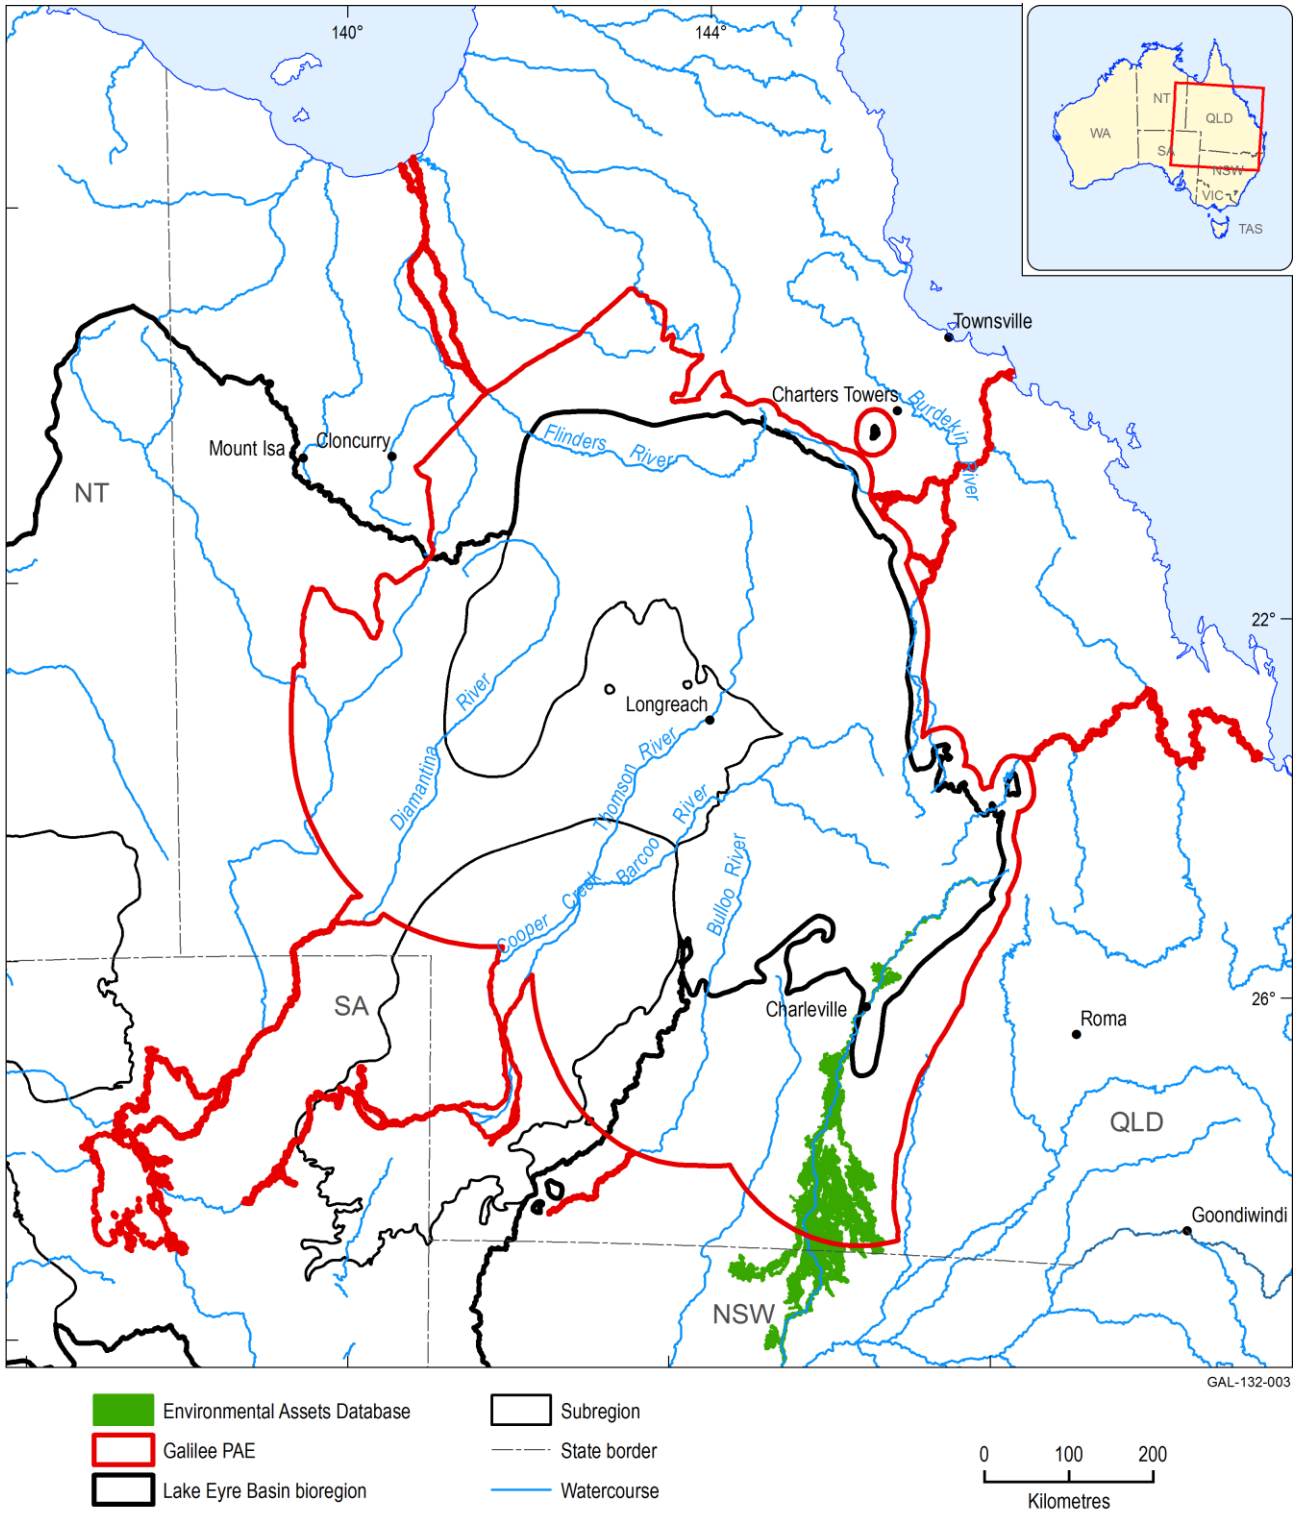 140°
144°
NT
QLD
WA
SA
NSW
VIC
TAS
Townsville
Charters Towers
Burdekin River
Mount Isa
Cloncurry
Flinders River
NT
22°
Longreach
Diamantina River
Thomson River
Barcoo River
Cooper Creek
Bulloo River
SA
Charleville
26°
Roma
QLD
Goondiwindi
NSW
GAL-132-003
Environmental Assets Database
Subregion
Galilee PAE
State border
Lake Eyre Basin bioregion
Watercourse
0 100 200
Kilometres